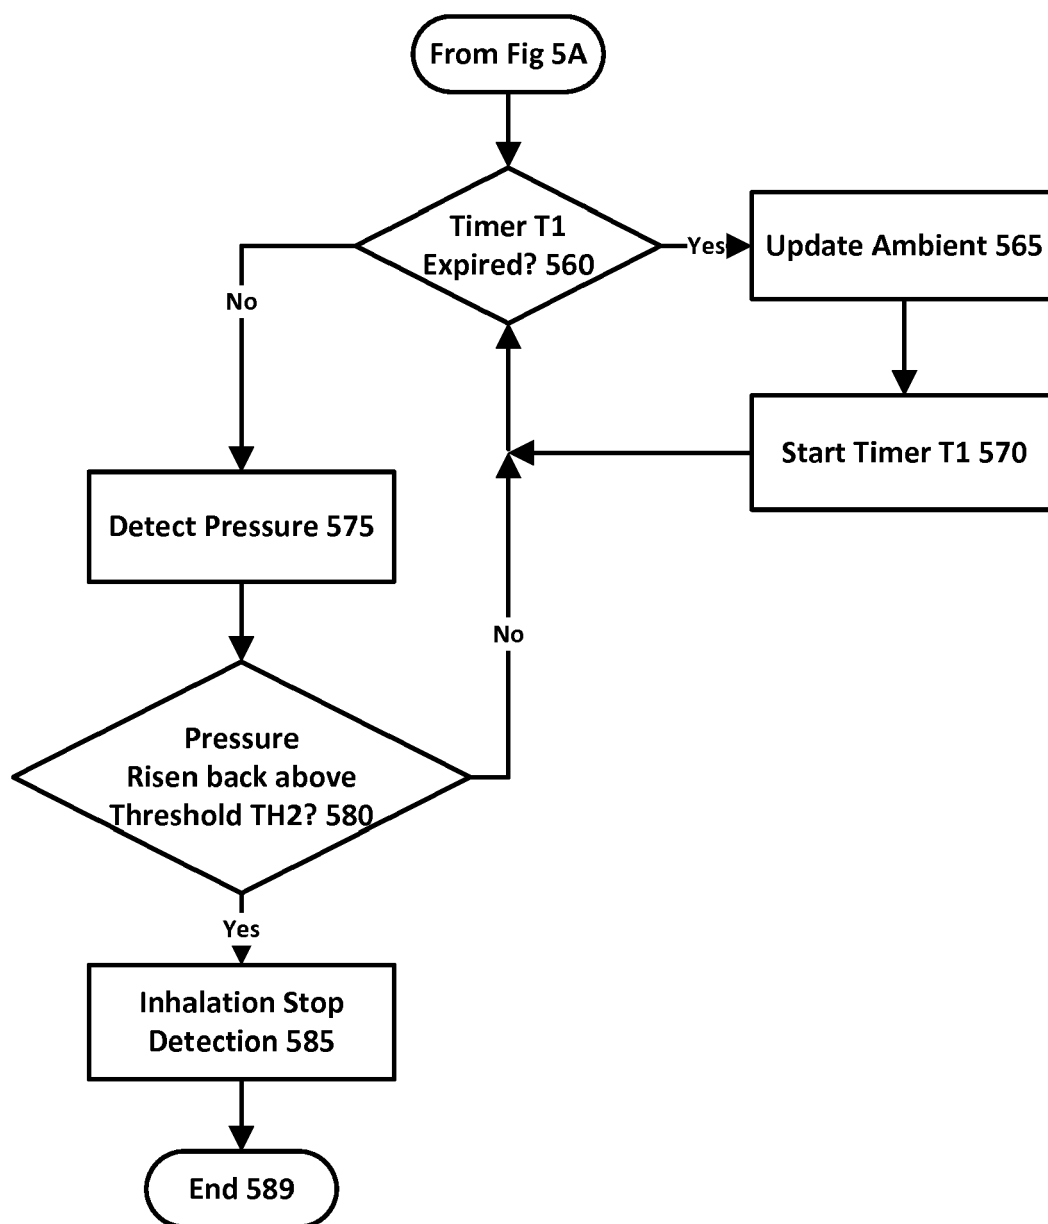 From Fig 5A
Timer T1
Expired? 560
Yes
Update Ambient 565
No
Start Timer T1 570
Detect Pressure 575
No
Pressure
Risen back above
Threshold TH2? 580
Yes
Inhalation Stop
Detection 585
End 589